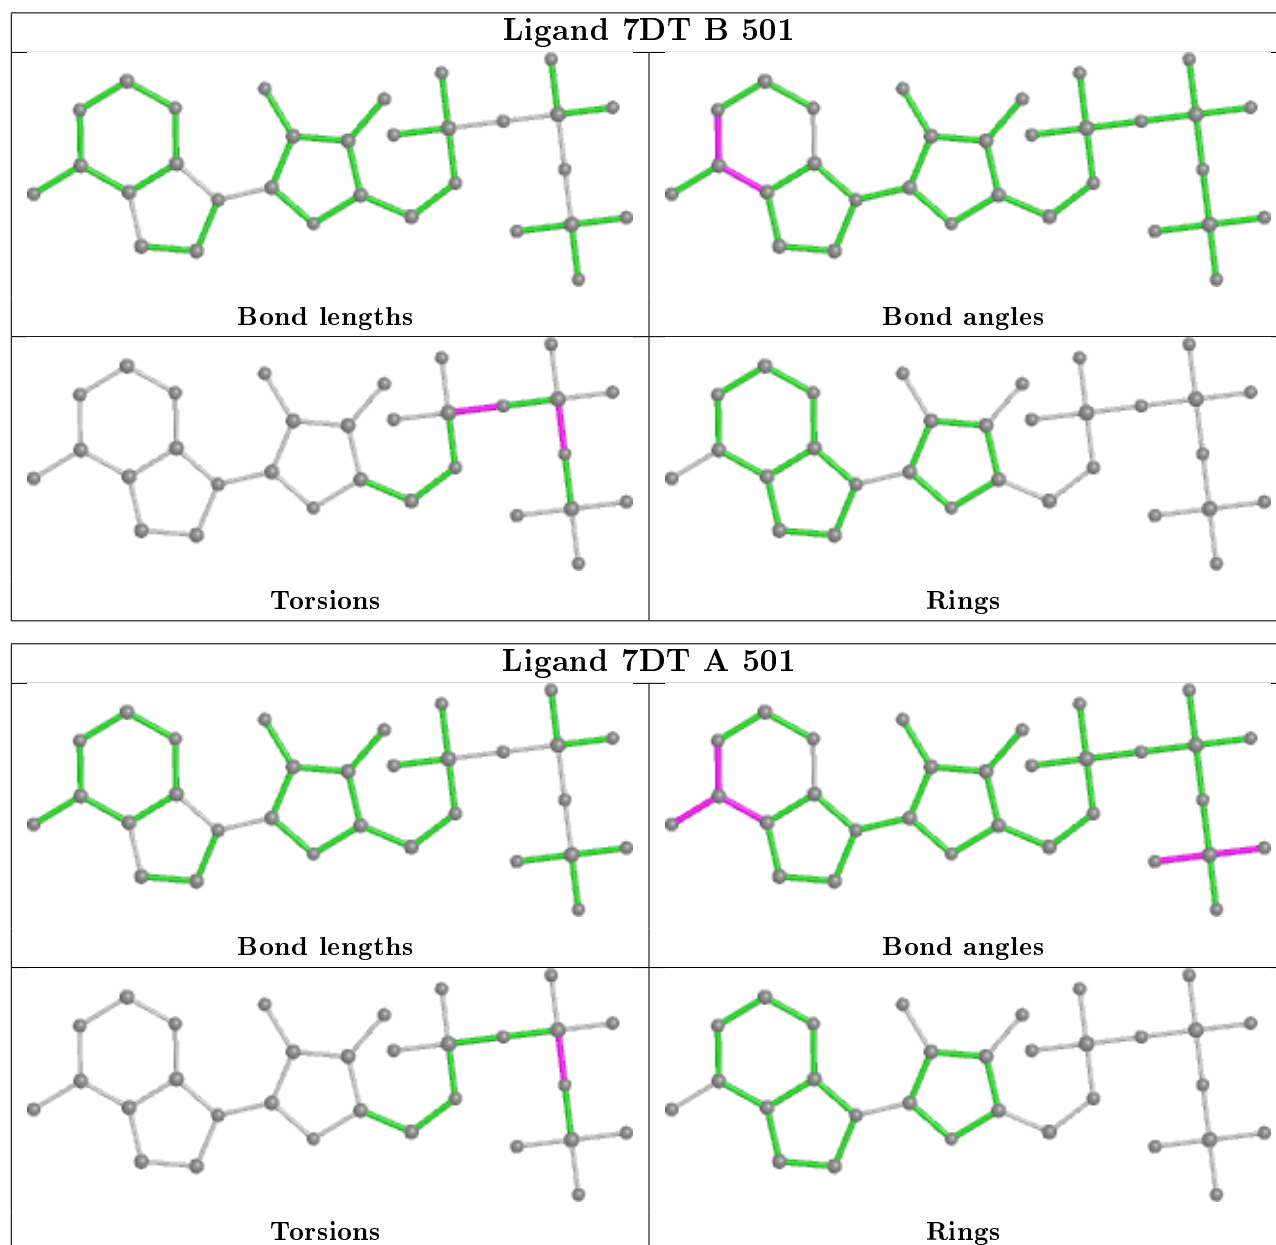 Ligand 7DT B 501
Bond lengths
Bond angles
Torsions
Rings
Ligand 7DT A 501
Bond lengths
Bond angles
Torsions
Rings